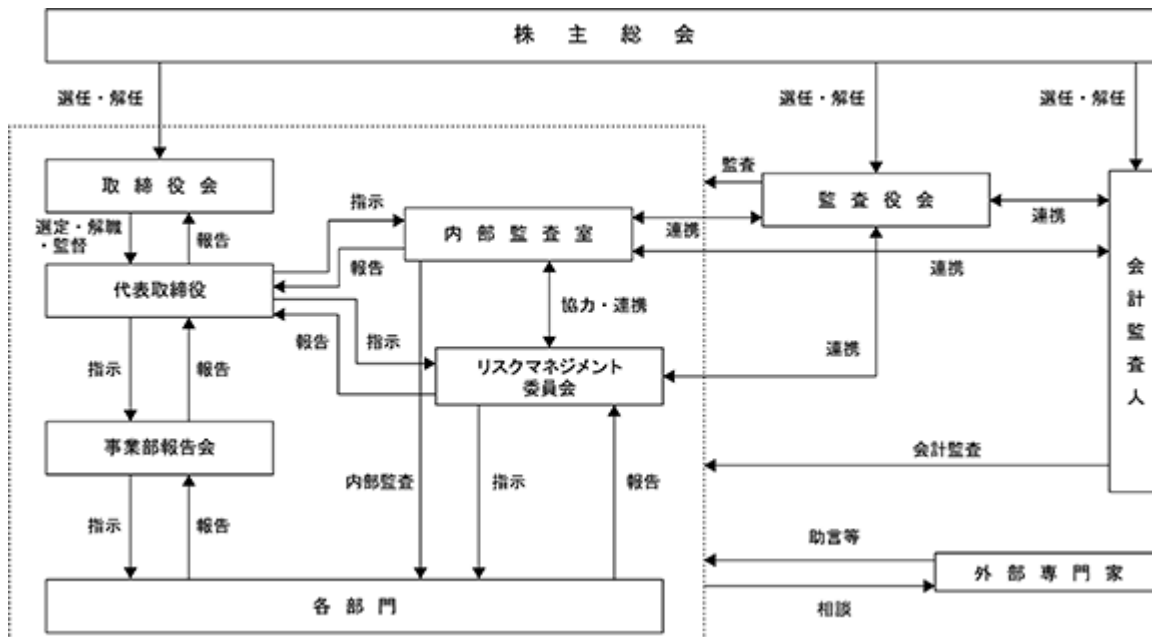 株主総会
選任・解任
選任・解任
選任・解任
取締役会
監査
監査役会
指示
選定・解職
・監督
報告
内部監査室
連携
連携
報告
連携
代表取締役
会計監査人
協力・連携
報告
指示
連携
指示
報告
リスクマネジメント
委員会
事業部報告会
会計監査
内部監査
指示
報告
指示
報告
助言等
外部専門家
各部門
相談